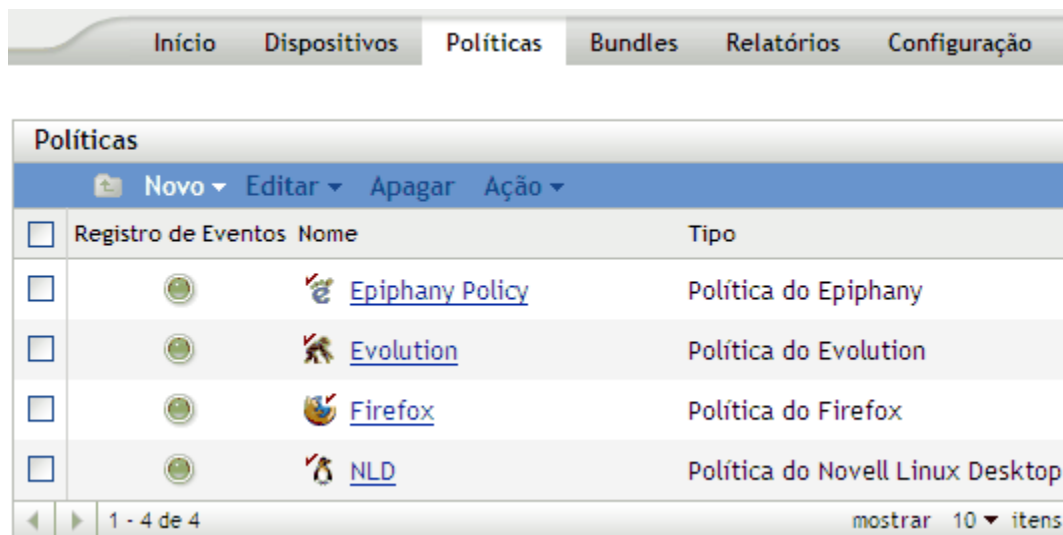 Início Dispositivos Políticas Bundles Relatórios Configuração
Políticas
Novo Editar Apagar Ação
Registro de Eventos Nome Tipo
Epiphany Policy Política do Epiphany
Evolution Política do Evolution
Firefox Política do Firefox
NLD Política do Novell Linux Desktop
1 - 4 de 4 mostrar 10 itens